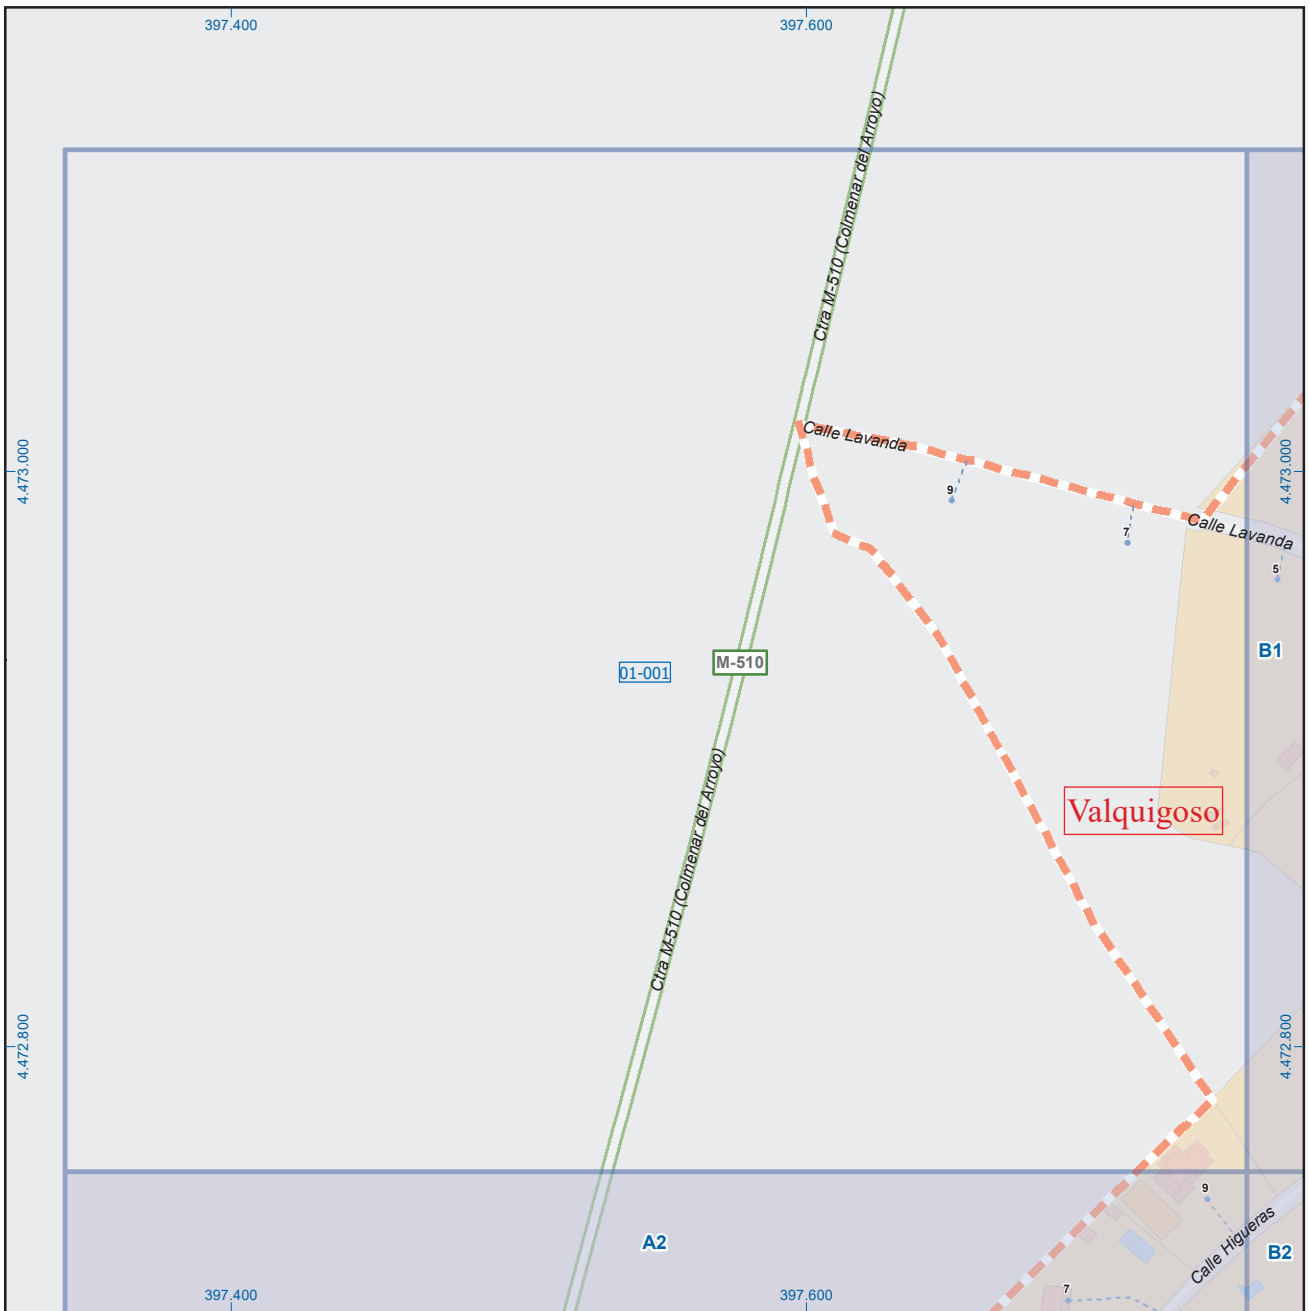 397.400
397.600
Ctra M-510 (Colmenar del Arroyo)
4.473.000
4.473.000
Calle Lavanda
9
7
Calle Lavanda
5
B1
M-510
01-001
Valquigoso
Ctra M-510 (Colmenar del Arroyo)
4.472.800
4.472.800
9
A2
Calle Higueras
B2
7
397.400
397.600